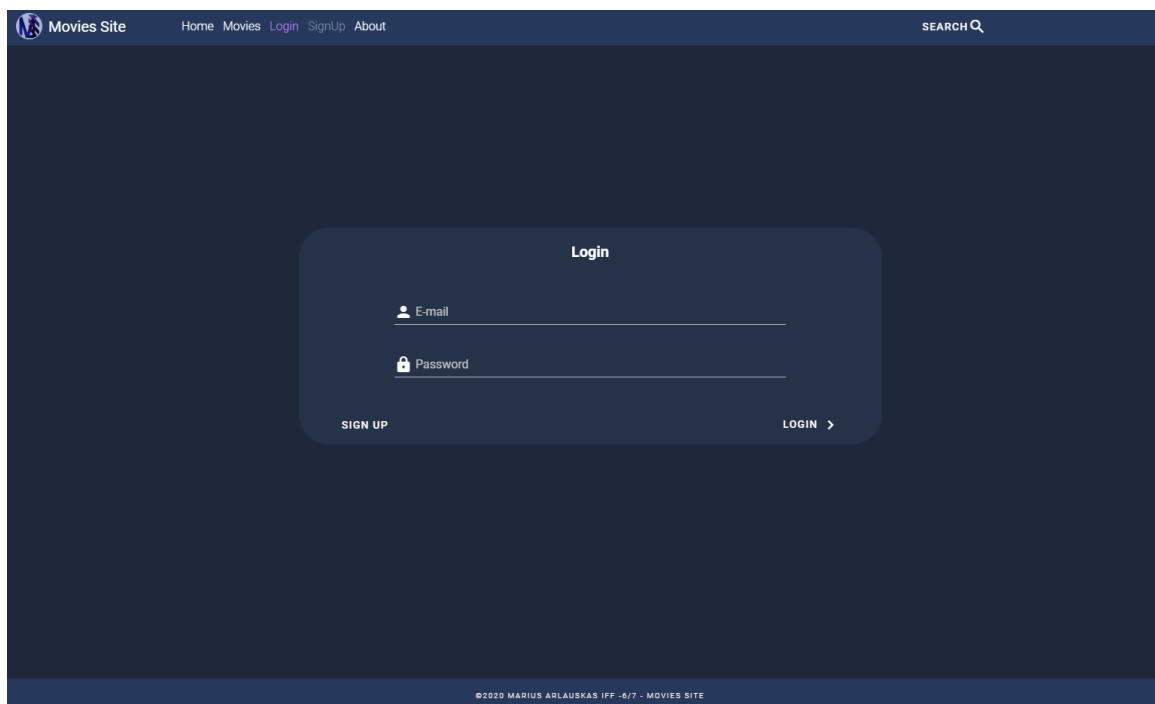 Movies Site Home Movies Login SignUp About SEARCH
Login
E-mail
Password
SIGN UP LOGIN
©2020 MARIUS ARLAUSKAS IFF -6/7 - MOVIES SITE